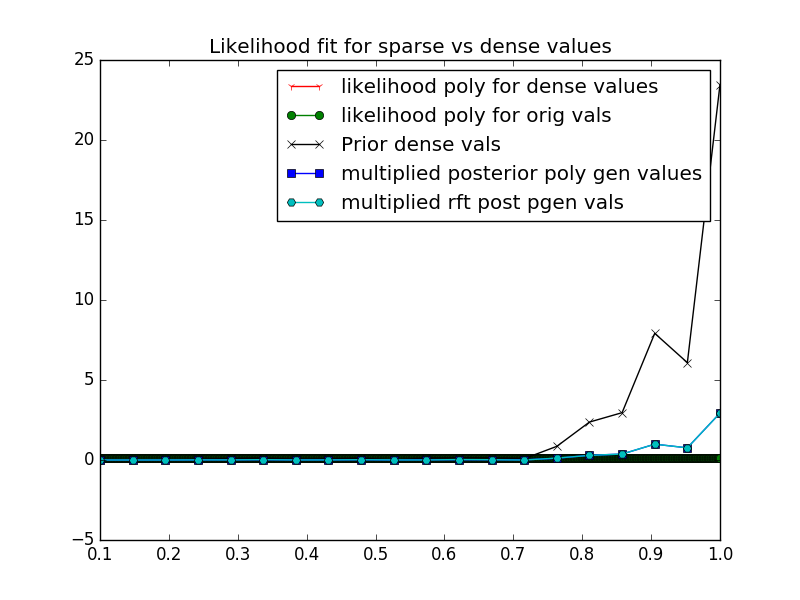 Likelihood fit for sparse vs dense values
25
20
15
10
5
0
−5
likelihood poly for dense values
likelihood poly for orig vals
Prior dense vals
multiplied posterior poly gen values
multiplied rft post pgen vals
0.1 0.2 0.3 0.4 0.5 0.6 0.7 0.8 0.9 1.0